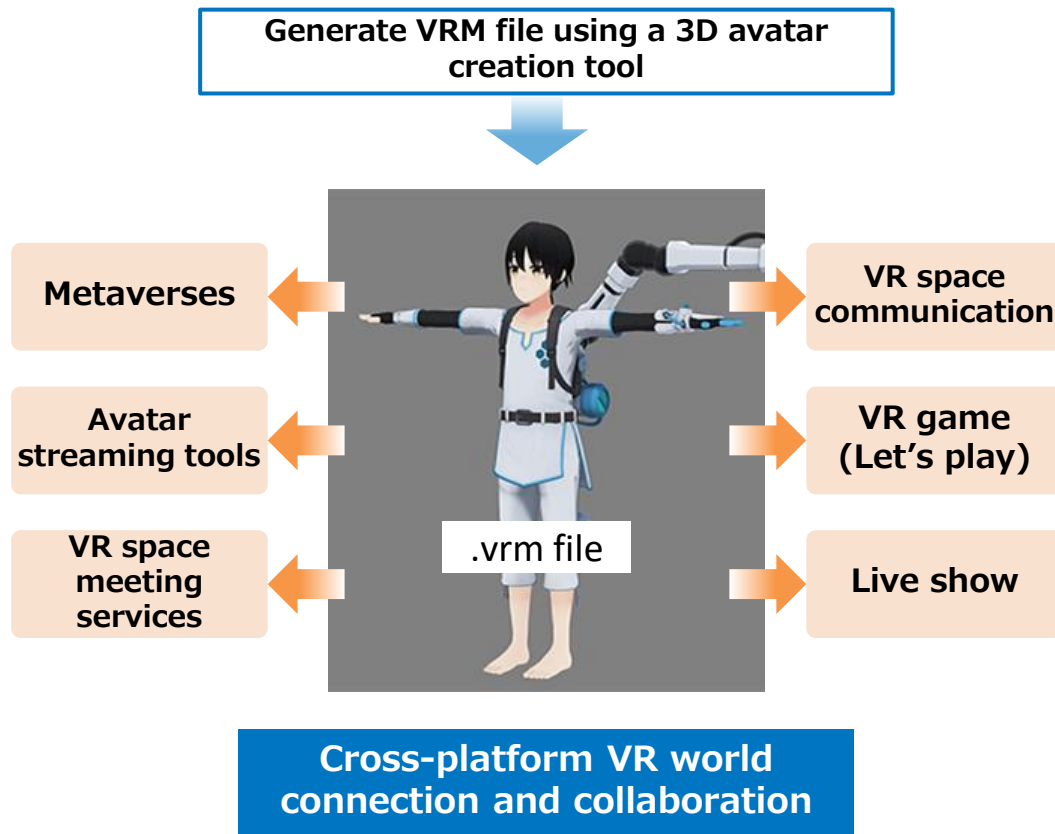 Generate VRM file using a 3D avatar
creation tool
Metaverses
VR space
communication
Avatar
streaming tools
VR game
(Let’s play)
VR space
meeting
services
.vrm file
Live show
Cross-platform VR world
connection and collaboration